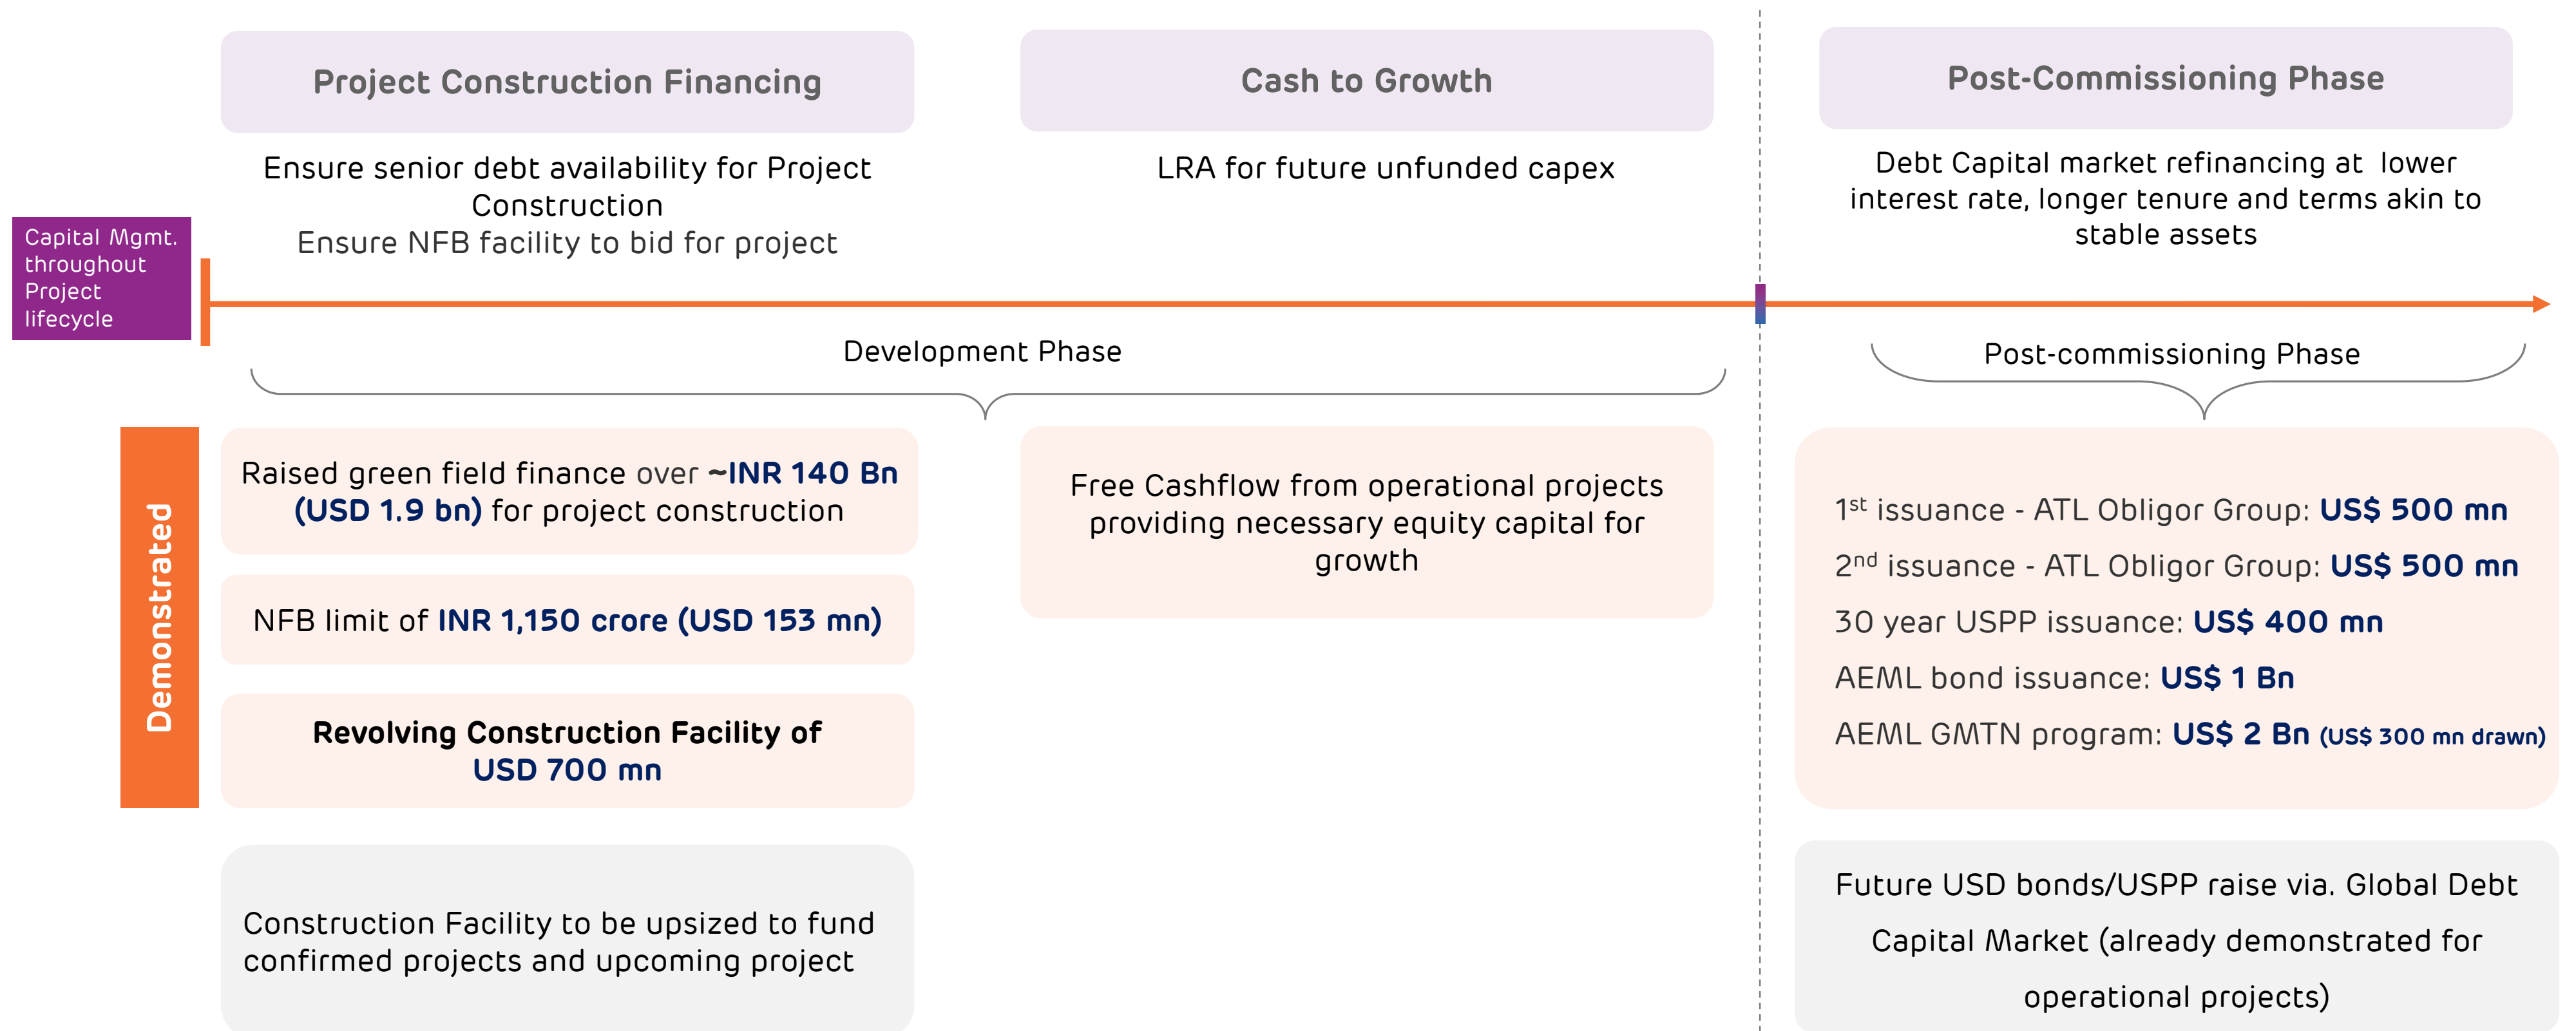 Project Construction Financing
Cash to Growth
Post-Commissioning Phase
Ensure senior debt availability for Project
Construction
Ensure NFB facility to bid for project
LRA for future unfunded capex
Debt Capital market refinancing at lower
interest rate, longer tenure and terms akin to
stable assets
Capital Mgmt.
throughout
Project
lifecycle
Development Phase
Post-commissioning Phase
Demonstrated
Raised green field finance over ~INR 140 Bn
(USD 1.9 bn) for project construction
NFB limit of INR 1,150 crore (USD 153 mn)
Revolving Construction Facility of
USD 700 mn
Free Cashflow from operational projects
providing necessary equity capital for
growth
1st issuance - ATL Obligor Group: US$ 500 mn
2nd issuance - ATL Obligor Group: US$ 500 mn
30 year USPP issuance: US$ 400 mn
AEML bond issuance: US$ 1 Bn
AEML GMTN program: US$ 2 Bn (US$ 300 mn drawn)
Construction Facility to be upsized to fund
confirmed projects and upcoming project
Future USD bonds/USPP raise via. Global Debt
Capital Market (already demonstrated for
operational projects)